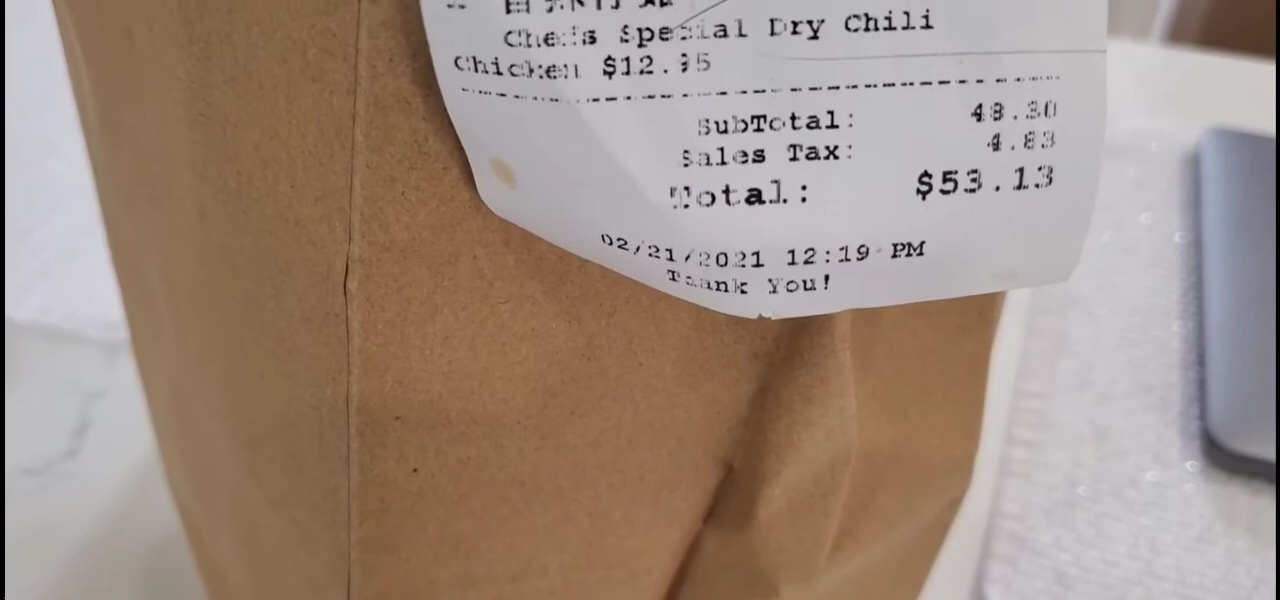 Chef's Special Dry Chili
Chicken $12.95
SubTotal: 48.30
Sales Tax: 4.83
Total: $53.13
02/21/2021 12:19 PM
Thank You!